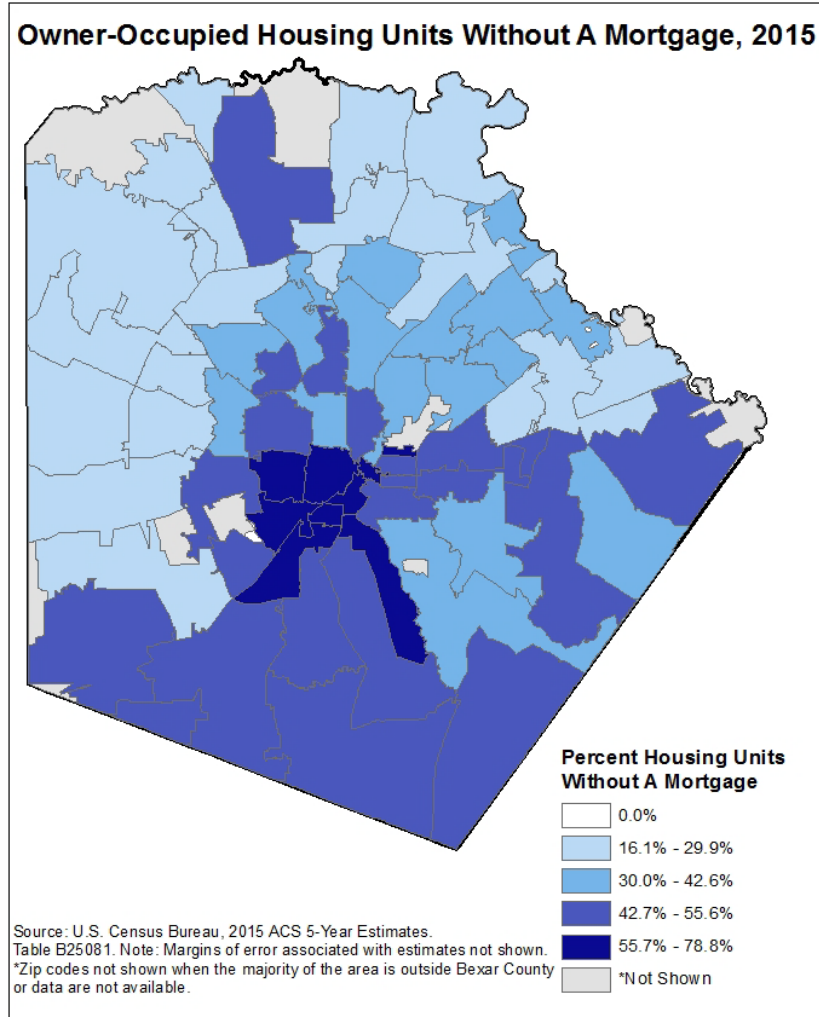 Owner-Occupied Housing Units Without A Mortgage, 2015
Percent Housing Units
Without A Mortgage
0.0%
16.1% - 29.9%
30.0% - 42.6%
42.7% - 55.6%
55.7% - 78.8%
*Not Shown
Source: U.S. Census Bureau, 2015 ACS 5-Year Estimates.
Table B25081. Note: Margins of error associated with estimates not shown.
*Zip codes not shown when the majority of the area is outside Bexar County
or data are not available.